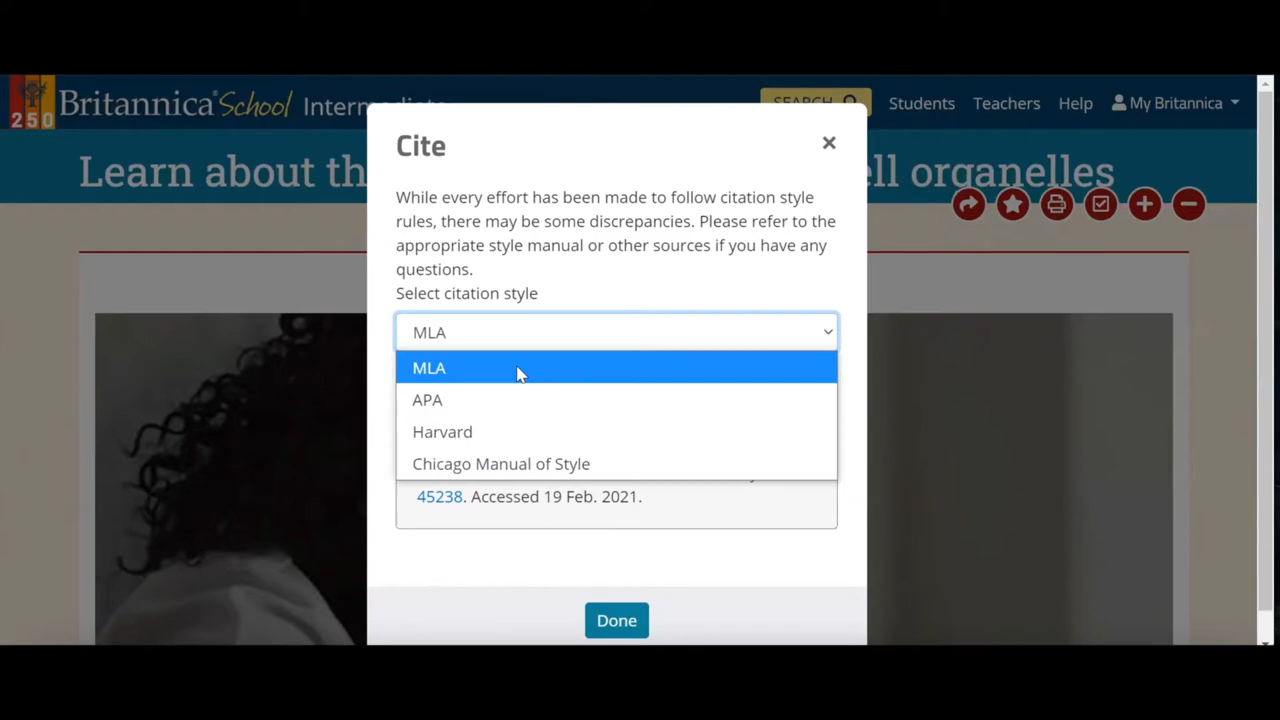 Britannica School Intermediate
250
SEARCH
Students
Teachers
Help
My Britannica
Learn about th
ell organelles
Cite
×
While every effort has been made to follow citation style
rules, there may be some discrepancies. Please refer to the
appropriate style manual or other sources if you have any
questions.
Select citation style
MLA
MLA
APA
Harvard
Chicago Manual of Style
45238. Accessed 19 Feb. 2021.
Done